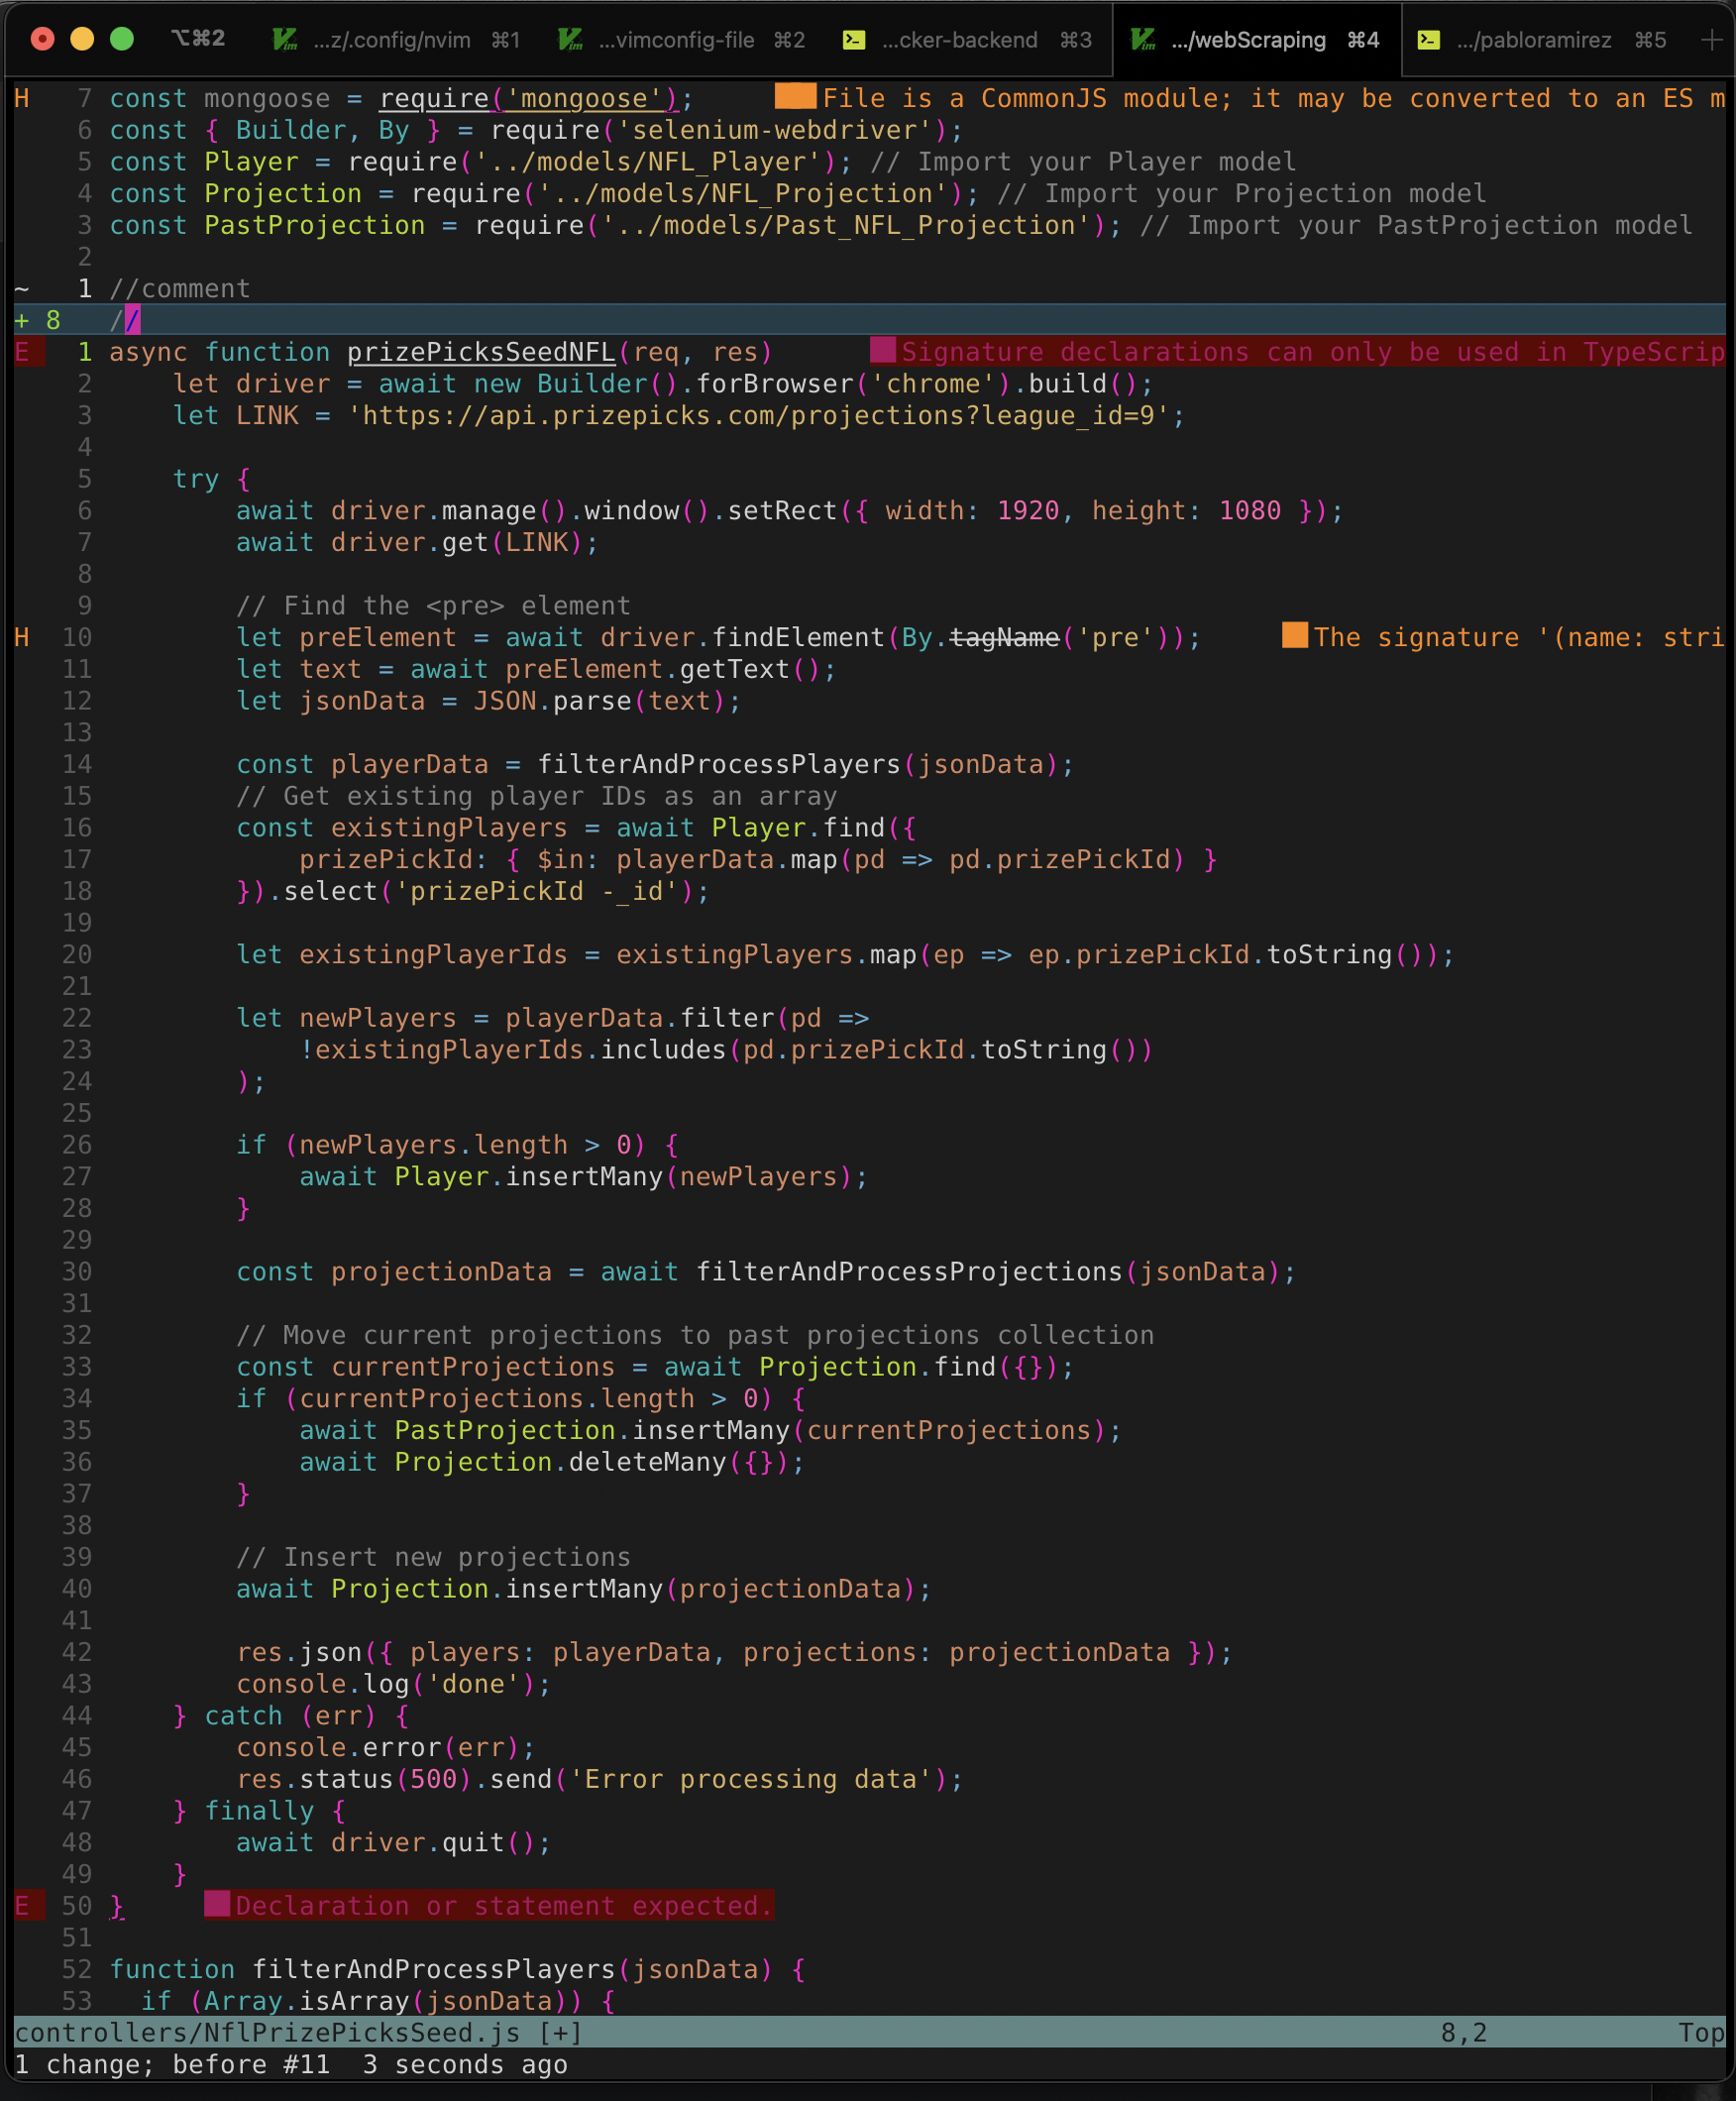 ⌥⌘2 ...z/.config/nvim ⌘1 ...vimconfig-file ⌘2 ...cker-backend ⌘3 .../webScraping ⌘4 .../pabloramirez ⌘5 +
H 7 const mongoose = require('mongoose'); File is a CommonJS module; it may be converted to an ES m
6 const { Builder, By } = require('selenium-webdriver');
5 const Player = require('../models/NFL_Player'); // Import your Player model
4 const Projection = require('../models/NFL_Projection'); // Import your Projection model
3 const PastProjection = require('../models/Past_NFL_Projection'); // Import your PastProjection model
2
~ 1 //comment
+ 8 //
E 1 async function prizePicksSeedNFL(req, res) Signature declarations can only be used in TypeScrip
2     let driver = await new Builder().forBrowser('chrome').build();
3     let LINK = 'https://api.prizepicks.com/projections?league_id=9';
4
5     try {
6         await driver.manage().window().setRect({ width: 1920, height: 1080 });
7         await driver.get(LINK);
8
9         // Find the <pre> element
H 10         let preElement = await driver.findElement(By.tagName('pre')); The signature '(name: stri
11         let text = await preElement.getText();
12         let jsonData = JSON.parse(text);
13
14         const playerData = filterAndProcessPlayers(jsonData);
15         // Get existing player IDs as an array
16         const existingPlayers = await Player.find({
17             prizePickId: { $in: playerData.map(pd => pd.prizePickId) }
18         }).select('prizePickId -_id');
19
20         let existingPlayerIds = existingPlayers.map(ep => ep.prizePickId.toString());
21
22         let newPlayers = playerData.filter(pd =>
23             !existingPlayerIds.includes(pd.prizePickId.toString())
24         );
25
26         if (newPlayers.length > 0) {
27             await Player.insertMany(newPlayers);
28         }
29
30         const projectionData = await filterAndProcessProjections(jsonData);
31
32         // Move current projections to past projections collection
33         const currentProjections = await Projection.find({});
34         if (currentProjections.length > 0) {
35             await PastProjection.insertMany(currentProjections);
36             await Projection.deleteMany({});
37         }
38
39         // Insert new projections
40         await Projection.insertMany(projectionData);
41
42         res.json({ players: playerData, projections: projectionData });
43         console.log('done');
44     } catch (err) {
45         console.error(err);
46         res.status(500).send('Error processing data');
47     } finally {
48         await driver.quit();
49     }
E 50 } Declaration or statement expected.
51
52 function filterAndProcessPlayers(jsonData) {
53   if (Array.isArray(jsonData)) {
controllers/NflPrizePicksSeed.js [+] 8,2 Top
1 change; before #11  3 seconds ago